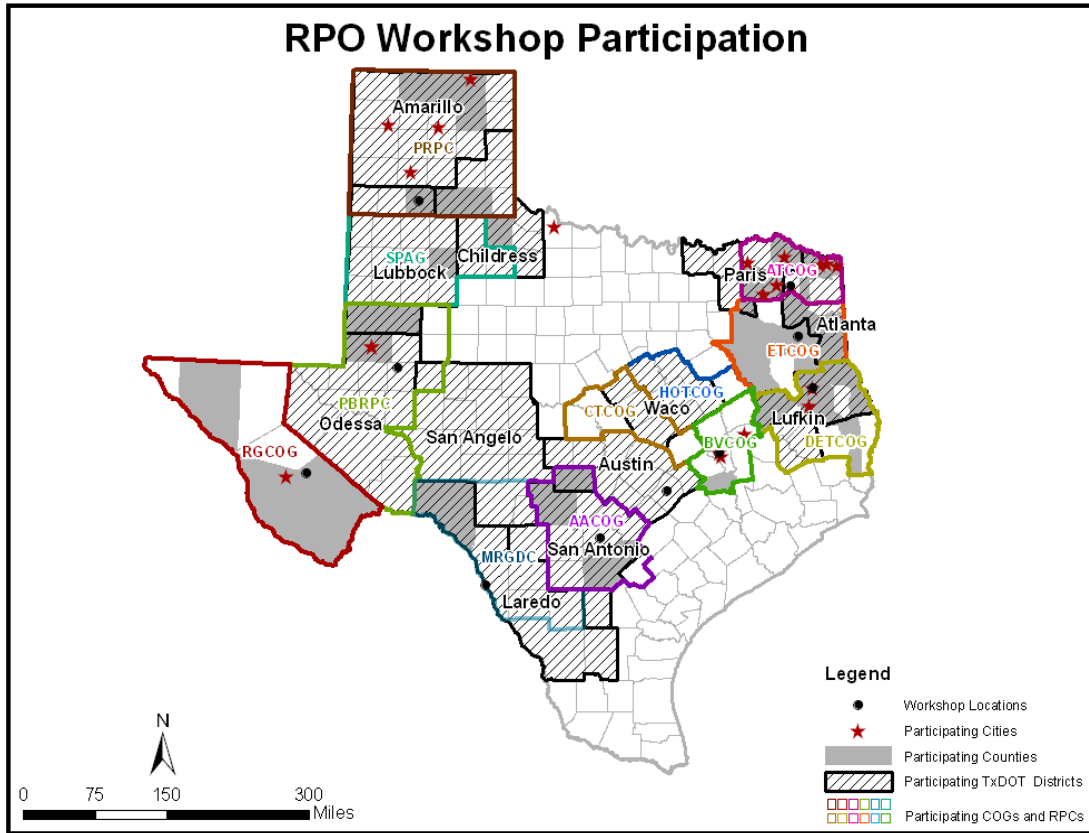 RPO Workshop Participation
Amarillo
PRPC
SPAG
Lubbock
Childress
Paris
ATCOG
Atlanta
ETCOG
HOTCOG
CTCOG
Waco
Lufkin
DETCOG
BVCOG
PBRPC
Odessa
San Angelo
RGCOG
Austin
AACOG
San Antonio
MRGDC
Laredo
Legend
Workshop Locations
Participating Cities
Participating Counties
Participating TxDOT Districts
Participating COGs and RPCs
N
0 75 150 300
Miles